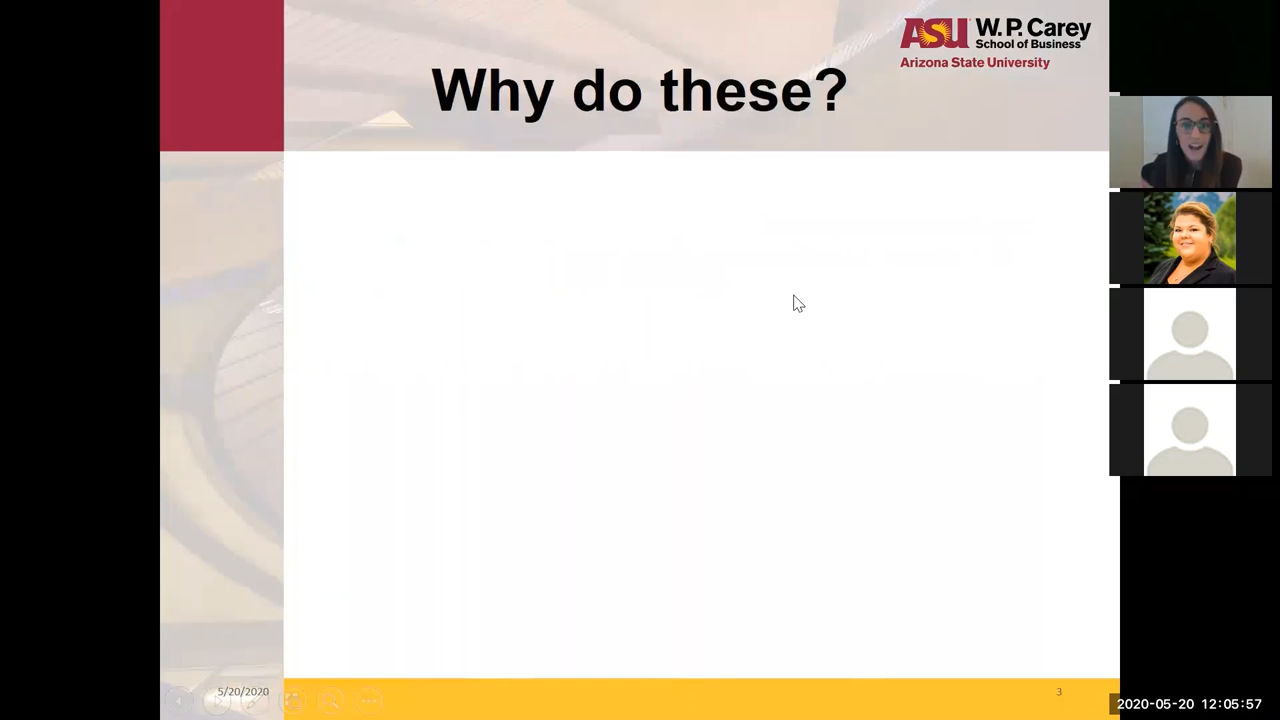 ASU W. P. Carey
School of Business
Arizona State University
Why do these?
5/20/2020
3
2020-05-20 12:05:57